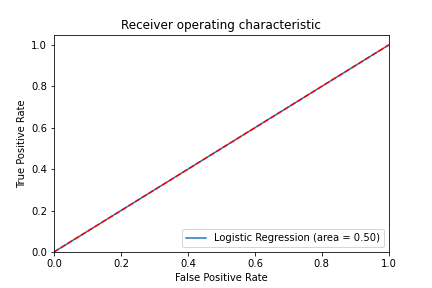 Receiver operating characteristic
True Positive Rate
1.0
0.8
0.6
0.4
0.2
0.0
Logistic Regression (area = 0.50)
0.0 0.2 0.4 0.6 0.8 1.0
False Positive Rate